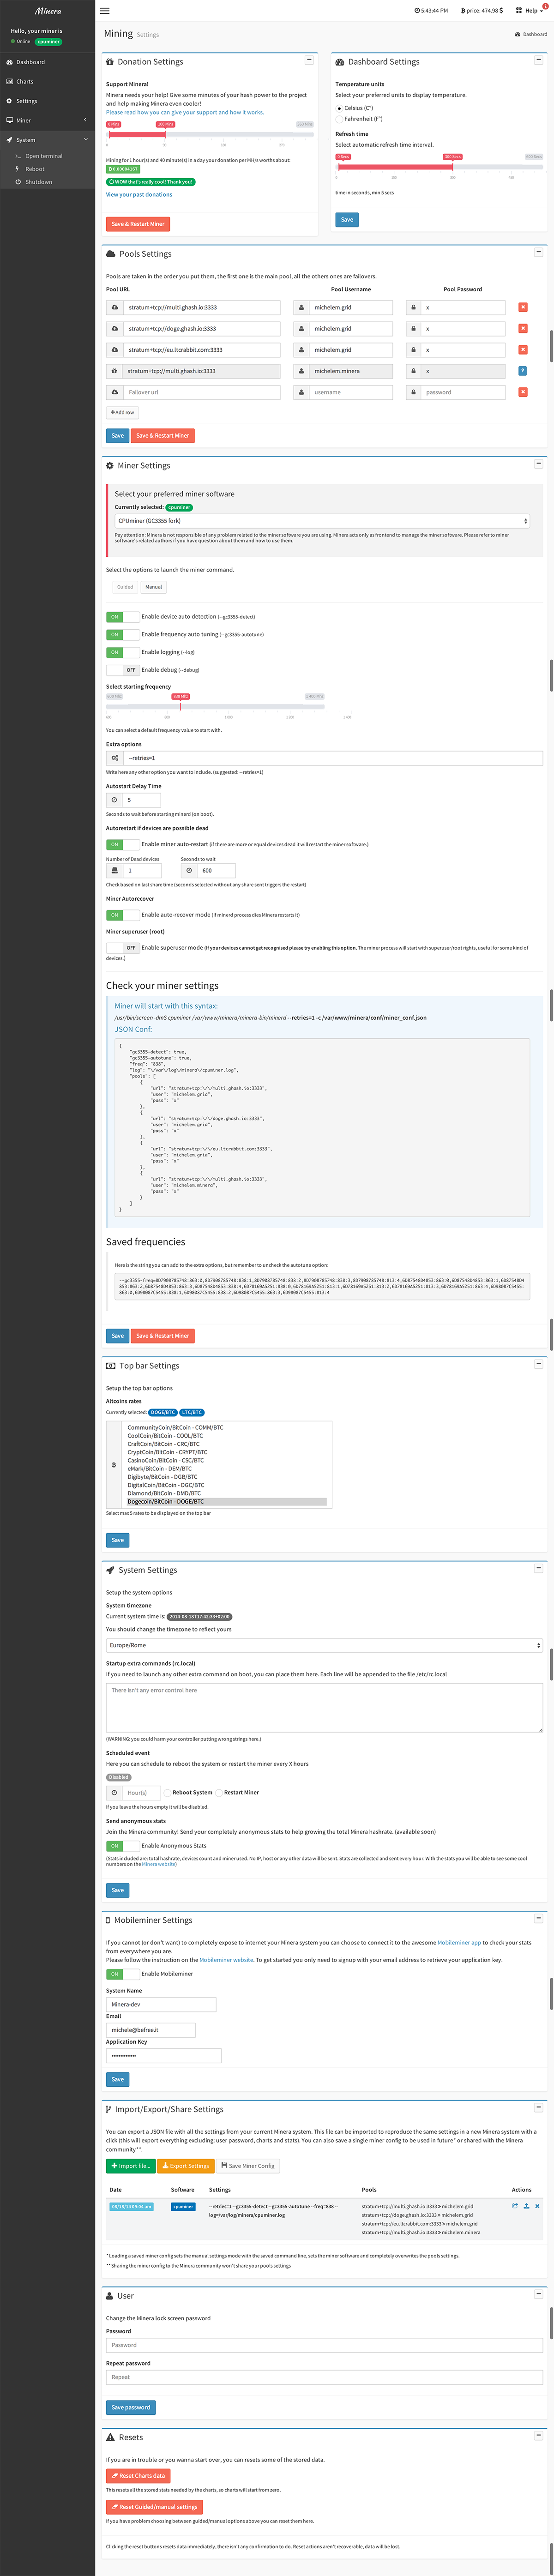 Minera
5:43:44 PM
price: 474.98 $
Help
Hello, your miner is
Online cpuminer
Dashboard
Charts
Settings
Miner
System
Open terminal
Reboot
Shutdown
Mining Settings
Dashboard
Donation Settings
Support Minera!
Minera needs your help! Give some minutes of your hash power to the project
and help making Minera even cooler!
Please read how you can give your support and how it works.
Mining for 1 hour(s) and 40 minute(s) in a day your donation per MH/s worths about:
WOW that's really cool! Thank you!
View your past donations
Save & Restart Miner
Dashboard Settings
Temperature units
Select your preferred units to display temperature.
Celsius (C°)
Fahrenheit (F°)
Refresh time
Select automatic refresh time interval.
time in seconds, min 5 secs
Save
Pools Settings
Pools are taken in the order you put them, the first one is the main pool, all the others ones are failovers.
Pool URL Pool Username Pool Password
stratum+tcp://multi.ghash.io:3333 michelem.grid x
stratum+tcp://doge.ghash.io:3333 michelem.grid x
stratum+tcp://eu.ltcrabbit.com:3333 michelem.grid x
stratum+tcp://multi.ghash.io:3333 michelem.minera x ?
Failover url username password
Add row
Save Save & Restart Miner
Miner Settings
Select your preferred miner software
Currently selected: cpuminer
CPUminer (GC3355 fork)
Pay attention: Minera is not responsible of any problem related to the miner software you are using. Minera acts only as frontend to manage the miner software. Please refer to miner
software's related authors if you have question about them and how to use them.
Select the options to launch the miner command.
Guided Manual
ON Enable device auto detection (--gc3355-detect)
ON Enable frequency auto tuning (--gc3355-autotune)
ON Enable logging (--log)
OFF Enable debug (--debug)
Select starting frequency
You can select a default frequency value to start with.
Extra options
--retries=1
Write here any other option you want to include. (suggested: --retries=1)
Autostart Delay Time
5
Seconds to wait before starting minerd (on boot).
Autorestart if devices are possible dead
ON Enable miner auto-restart (if there are more or equal devices dead it will restart the miner software.)
Number of Dead devices Seconds to wait
1 600
Check based on last share time (seconds selected without any share sent triggers the restart)
Miner Autorecover
ON Enable auto-recover mode (if minerd process dies Minera restarts it)
Miner superuser (root)
OFF Enable superuser mode (If your devices cannot get recognised please try enabling this option. The miner process will start with superuser/root rights, useful for some kind of
devices.)
Check your miner settings
Miner will start with this syntax:
/usr/bin/screen -dmS cpuminer /var/www/minera/minera-bin/minerd --retries=1 -c /var/www/minera/conf/miner_conf.json
JSON Conf:
{
"gc3355-detect": true,
"gc3355-autotune": true,
"freq": "838",
"log": "\/var\/log\/minera\/cpuminer.log",
"pools": [
{
"url": "stratum+tcp:\/\/multi.ghash.io:3333",
"user": "michelem.grid",
"pass": "x"
},
{
"url": "stratum+tcp:\/\/doge.ghash.io:3333",
"user": "michelem.grid",
"pass": "x"
},
{
"url": "stratum+tcp:\/\/eu.ltcrabbit.com:3333",
"user": "michelem.grid",
"pass": "x"
},
{
"url": "stratum+tcp:\/\/multi.ghash.io:3333",
"user": "michelem.minera",
"pass": "x"
}
]
}
Saved frequencies
Here is the string you can add to the extra options, but remember to uncheck the autotune option:
Save Save & Restart Miner
Top bar Settings
Setup the top bar options
Altcoins rates
Currently selected: DOGE/BTC LTC/BTC
CommunityCoin/BitCoin - COMM/BTC
CoolCoin/BitCoin - COOL/BTC
CraftCoin/BitCoin - CRC/BTC
CryptCoin/BitCoin - CRYPT/BTC
CasinoCoin/BitCoin - CSC/BTC
eMark/BitCoin - DEM/BTC
Digibyte/BitCoin - DGB/BTC
DigitalCoin/BitCoin - DGC/BTC
Diamond/BitCoin - DMD/BTC
Dogecoin/BitCoin - DOGE/BTC
Select max 5 rates to be displayed on the top bar
Save
System Settings
Setup the system options
System timezone
Current system time is: 2014-08-18T17:42:33+02:00
You should change the timezone to reflect yours
Europe/Rome
Startup extra commands (rc.local)
If you need to launch any other extra command on boot, you can place them here. Each line will be appended to the file /etc/rc.local
There isn't any error control here
(WARNING: you could harm your controller putting wrong strings here.)
Scheduled event
Here you can schedule to reboot the system or restart the miner every X hours
Disabled
Hour(s) Reboot System Restart Miner
If you leave the hours empty it will be disabled.
Send anonymous stats
Join the Minera community! Send your completely anonymous stats to help growing the total Minera hashrate. (available soon)
ON Enable Anonymous Stats
(Stats included are: total hashrate, devices count and miner used. No IP, host or any other data will be sent. Stats are collected and sent every hour. With the stats you will be able to see some cool
numbers on the Minera website)
Save
Mobileminer Settings
If you cannot (or don't want) to completely expose to internet your Minera system you can choose to connect it to the awesome Mobileminer app to check your stats
from everywhere you are.
Please follow the instruction on the Mobileminer website. To get started you only need to signup with your email address to retrieve your application key.
ON Enable Mobileminer
System Name
Minera-dev
Email
michele@befree.it
Application Key
Save
Import/Export/Share Settings
You can export a JSON file with all the settings from your current Minera system. This file can be imported to reproduce the same settings in a new Minera system with a
click (this will export everything excluding: user password, charts and stats). You can also save a single miner config to be used in future* or shared with the Minera
community**.
Import file... Export Settings Save Miner Config
Date Software Settings Pools Actions
cpuminer --retries=1 --gc3355-detect --gc3355-autotune --freq=838 --
log=/var/log/minera/cpuminer.log
stratum+tcp://multi.ghash.io:3333 » michelem.grid
stratum+tcp://doge.ghash.io:3333 » michelem.grid
stratum+tcp://eu.ltcrabbit.com:3333 » michelem.grid
stratum+tcp://multi.ghash.io:3333 » michelem.minera
* Loading a saved miner config sets the manual settings mode with the saved command line, sets the miner software and completely overwrites the pools settings.
** Sharing the miner config to the Minera community won't share your pools settings
User
Change the Minera lock screen password
Password
Password
Repeat password
Repeat
Save password
Resets
If you are in trouble or you wanna start over, you can resets some of the stored data.
Reset Charts data
This resets all the stored stats needed by the charts, so charts will start from zero.
Reset Guided/manual settings
If you have problem choosing between guided/manual options above you can reset them here.
Clicking the reset buttons resets data immediately, there isn't any confirmation to do. Reset actions aren't recoverable, data will be lost.